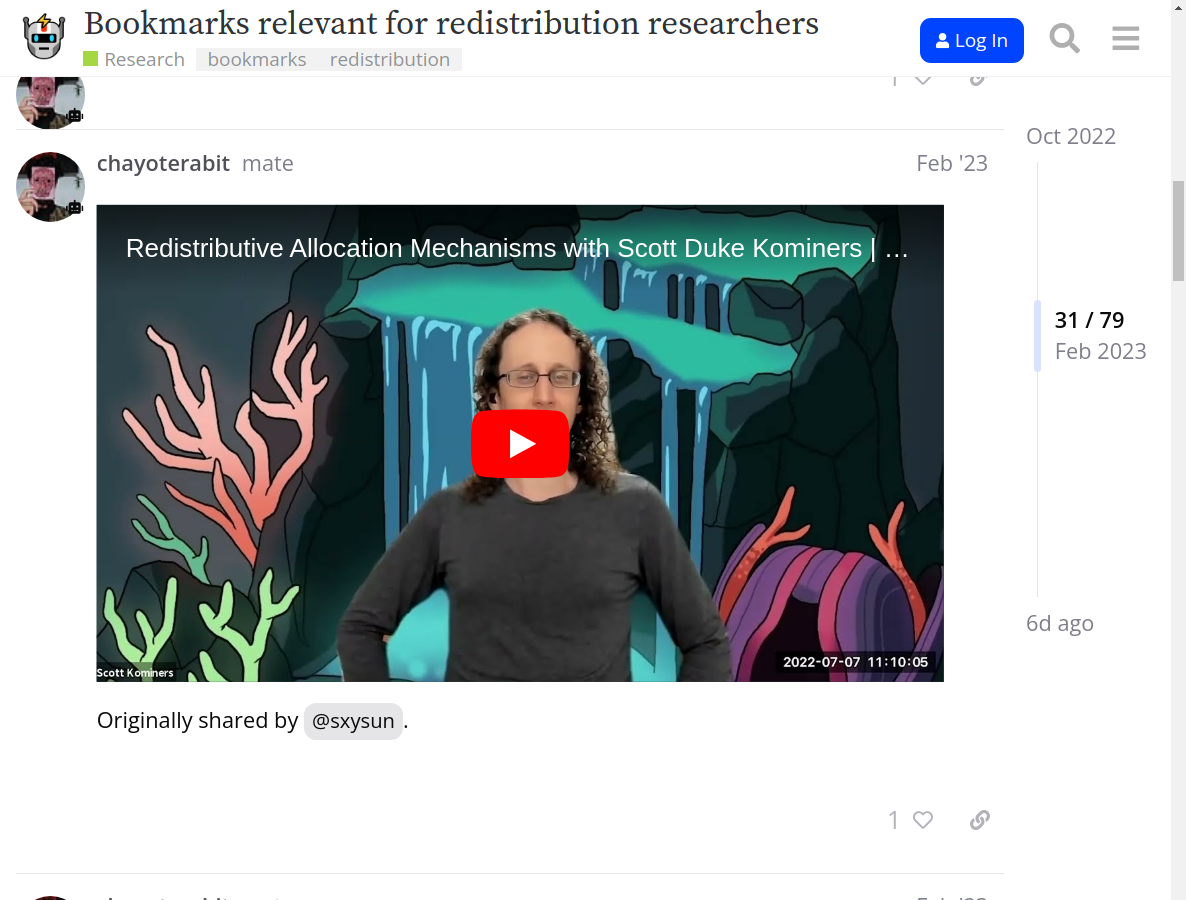 Bookmarks relevant for redistribution researchers
Log In
Research bookmarks redistribution
1
Oct 2022
chayoterabit mate Feb '23
Redistributive Allocation Mechanisms with Scott Duke Kominers | …
31 / 79
Feb 2023
6d ago
2022-07-07 11:10:05
Scott Kominers
Originally shared by @sxysun.
1